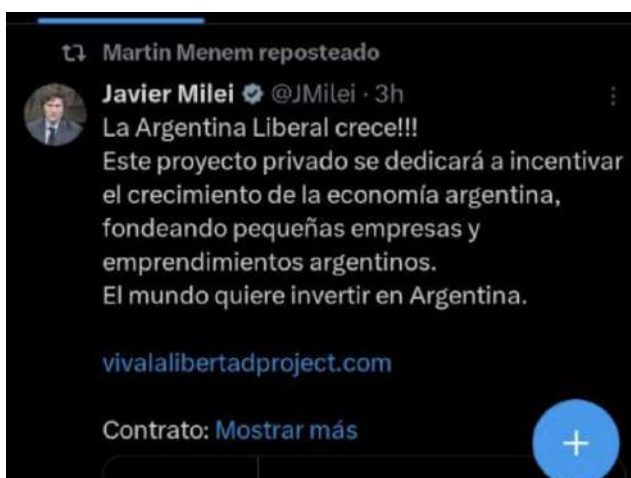 Martin Menem reposteado
Javier Milei @JMilei · 3h
La Argentina Liberal crece!!!
Este proyecto privado se dedicará a incentivar
el crecimiento de la economía argentina,
fondeando pequeñas empresas y
emprendimientos argentinos.
El mundo quiere invertir en Argentina.
vivalalibertadproject.com
Contrato: Mostrar más